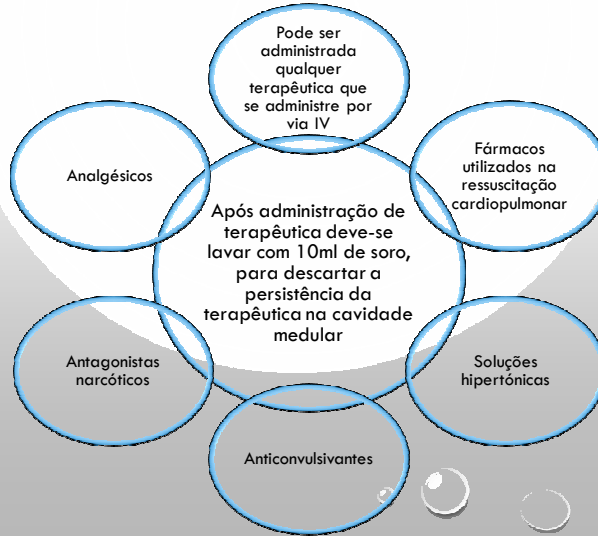 Pode ser
administrada
qualquer
terapêutica que
se administre por
via IV
Analgésicos
Fármacos
utilizados na
ressuscitação
cardiopulmonar
Após administração de
terapêutica deve-se
lavar com 10ml de soro,
para descartar a
persistência da
terapêutica na cavidade
medular
Antagonistas
narcóticos
Soluções
hipertónicas
Anticonvulsivantes